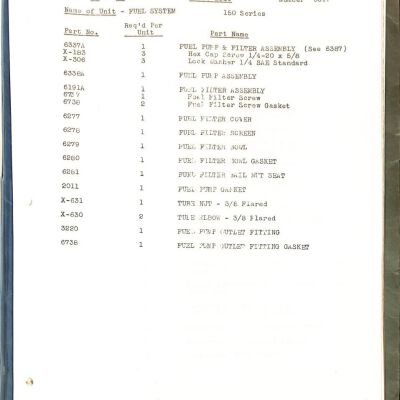 Name of Unit - FUEL SYSTEM 150 Series
Part No. Req'd Per Unit Part Name
6337A 1 FUEL PUMP & FILTER ASSEMBLY (See 6387)
X-183 3 Hex Cap Screw 1/4-20 x 5/8
X-306 3 Lock Washer 1/4 SAE Standard
6338A 1 FUEL PUMP ASSEMBLY
6191A 1 FUEL FILTER ASSEMBLY
1 Fuel Filter Screw
6738 2 Fuel Filter Screw Gasket
6277 1 FUEL FILTER COVER
6278 1 FUEL FILTER SCREEN
6279 1 FUEL FILTER BOWL
6280 1 FUEL FILTER BOWL GASKET
6281 1 FUEL FILTER BAIL NUT SEAT
2011 1 FUEL PUMP GASKET
X-631 1 TUBE NUT - 3/8 Flared
X-630 2 TUBE ELBOW - 3/8 Flared
3220 1 FUEL PUMP OUTLET FITTING
6738 1 FUEL PUMP OUTLET FITTING GASKET